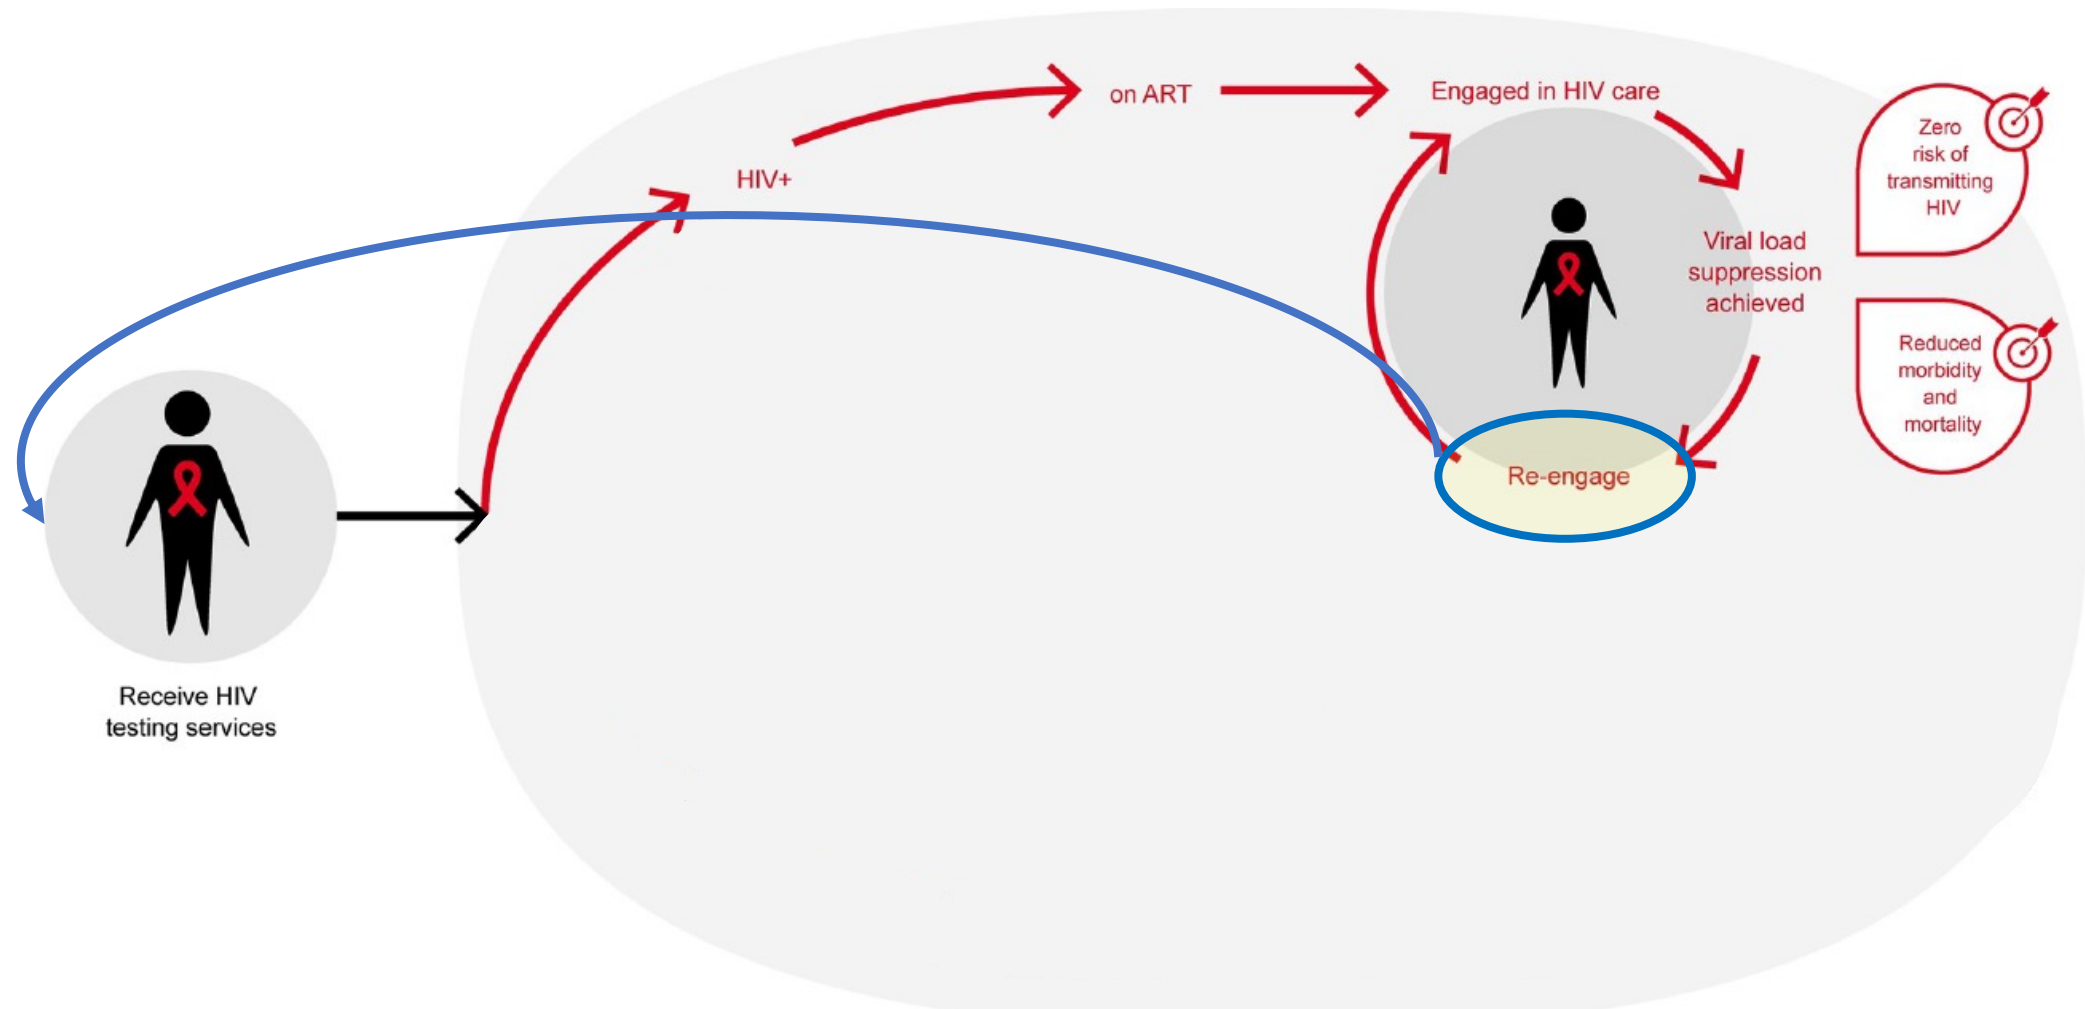 HIV+
on ART
Engaged in HIV care
Viral load
suppression
achieved
Re-engage
Zero
risk of
transmitting
HIV
Reduced
morbidity
and
mortality
Receive HIV
testing services